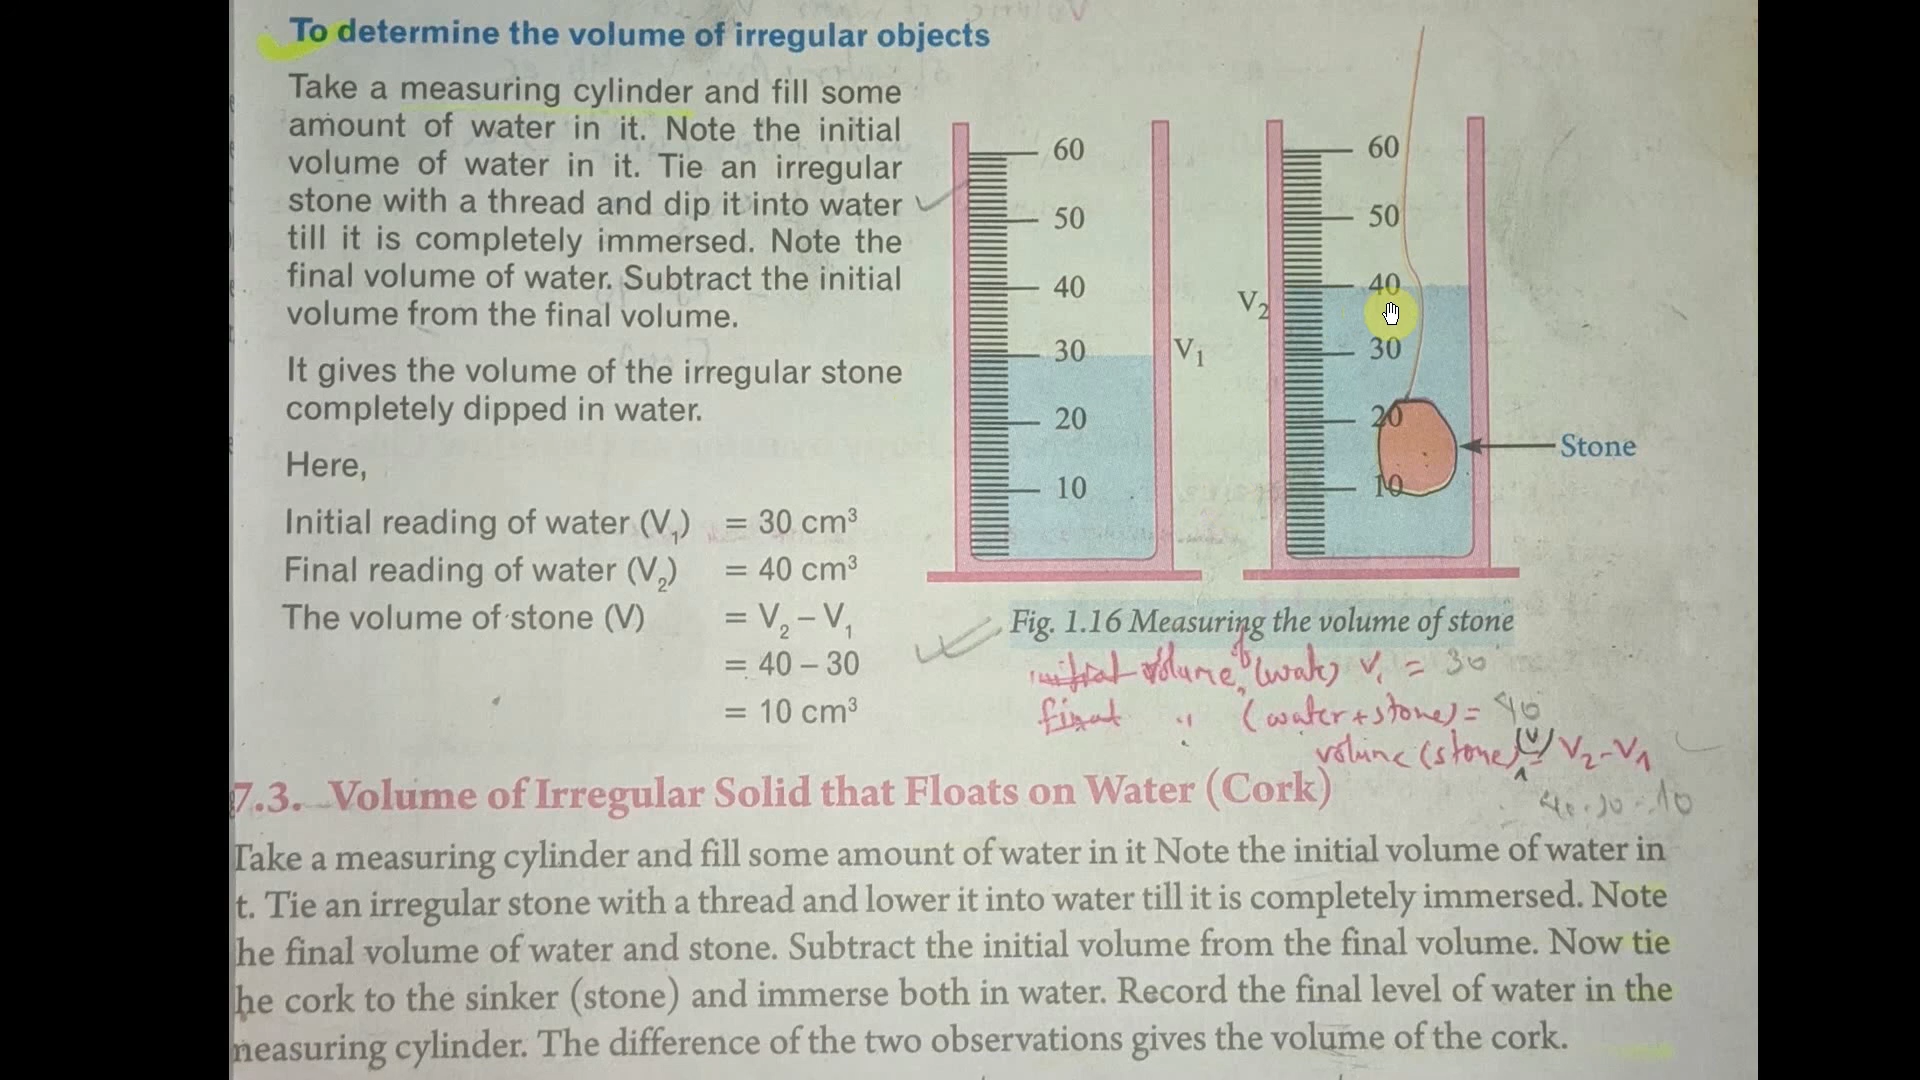 To determine the volume of irregular objects
Take a measuring cylinder and fill some
amount of water in it. Note the initial
volume of water in it. Tie an irregular
stone with a thread and dip it into water
till it is completely immersed. Note the
final volume of water. Subtract the initial
volume from the final volume.
It gives the volume of the irregular stone
completely dipped in water.
Here,
Initial reading of water (V₁) = 30 cm³
Final reading of water (V₂) = 40 cm³
The volume of stone (V) = V₂ – V₁
= 40 – 30
= 10 cm³
60
50
40
30
20
10
V₁
60
50
40
30
20
10
V₂
Stone
Fig. 1.16 Measuring the volume of stone
initial volume of (water) V₁ = 30
final " (water + stone) = 40
volume (stone) (V) = V₂ – V₁
7.3. Volume of Irregular Solid that Floats on Water (Cork)
Take a measuring cylinder and fill some amount of water in it Note the initial volume of water in
t. Tie an irregular stone with a thread and lower it into water till it is completely immersed. Note
he final volume of water and stone. Subtract the initial volume from the final volume. Now tie
he cork to the sinker (stone) and immerse both in water. Record the final level of water in the
measuring cylinder. The difference of the two observations gives the volume of the cork.